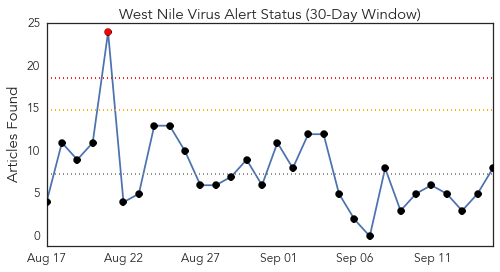 West Nile Virus Alert Status (30-Day Window)
Articles Found
25
20
15
10
5
0
Aug 17 Aug 22 Aug 27 Sep 01 Sep 06 Sep 11